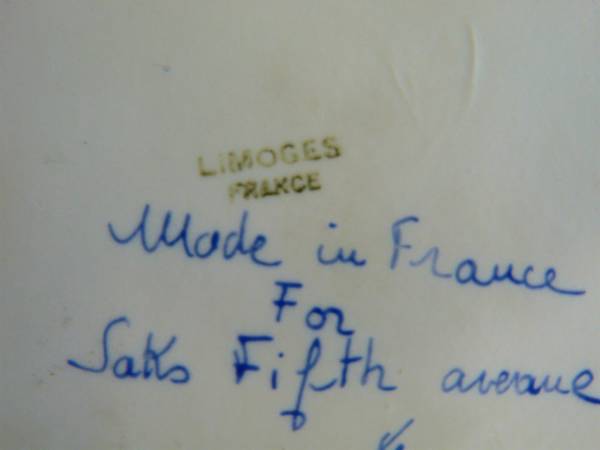 LIMOGES
FRANCE
Made in France
For
Saks Fifth avenue